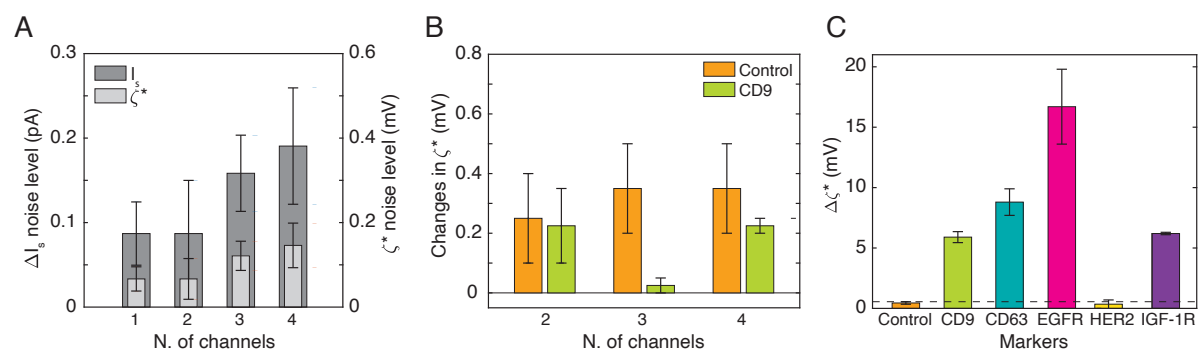 A
0.3
0.2
0.1
0
ΔIₛ noise level (pA)
Iₛ
ζ*
0.6
0.4
0.2
0
ζ* noise level (mV)
1 2 3 4
N. of channels
B
0.8
0.6
0.4
0.2
0
Changes in ζ* (mV)
Control
CD9
2 3 4
N. of channels
C
20
15
10
5
0
Δζ* (mV)
Control CD9 CD63 EGFR HER2 IGF-1R
Markers